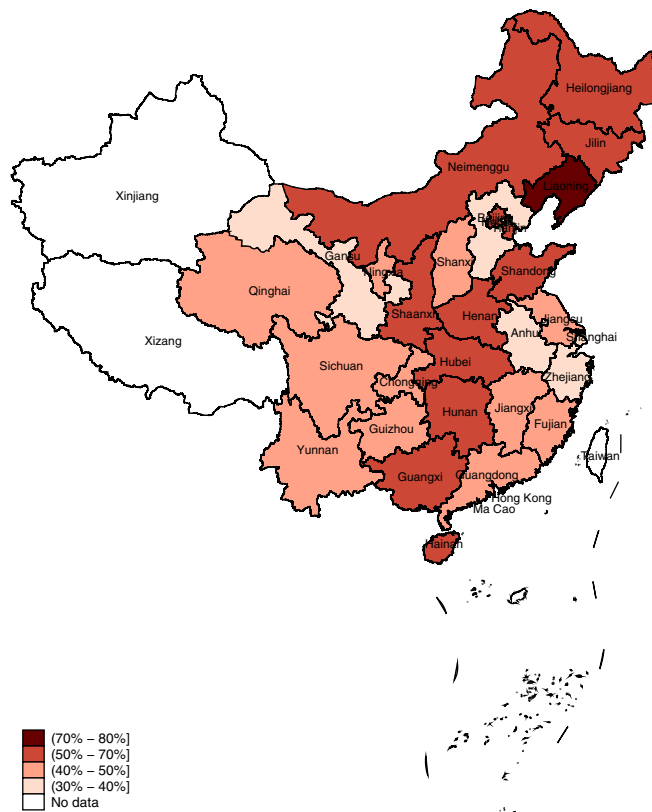 Heilongjiang
Jilin
Neimenggu
Liaoning
Xinjiang
Gansu
Ningxia
Shanxi
Shandong
Qinghai
Shaanxi
Henan
Jiangsu
Anhui
Shanghai
Xizang
Sichuan
Hubei
Chongqing
Zhejiang
Hunan
Jiangxi
Guizhou
Fujian
Yunnan
Guangxi
Guangdong
Taiwan
Hong Kong
Ma Cao
Hainan
(70% – 80%]
(50% – 70%]
(40% – 50%]
(30% – 40%]
No data